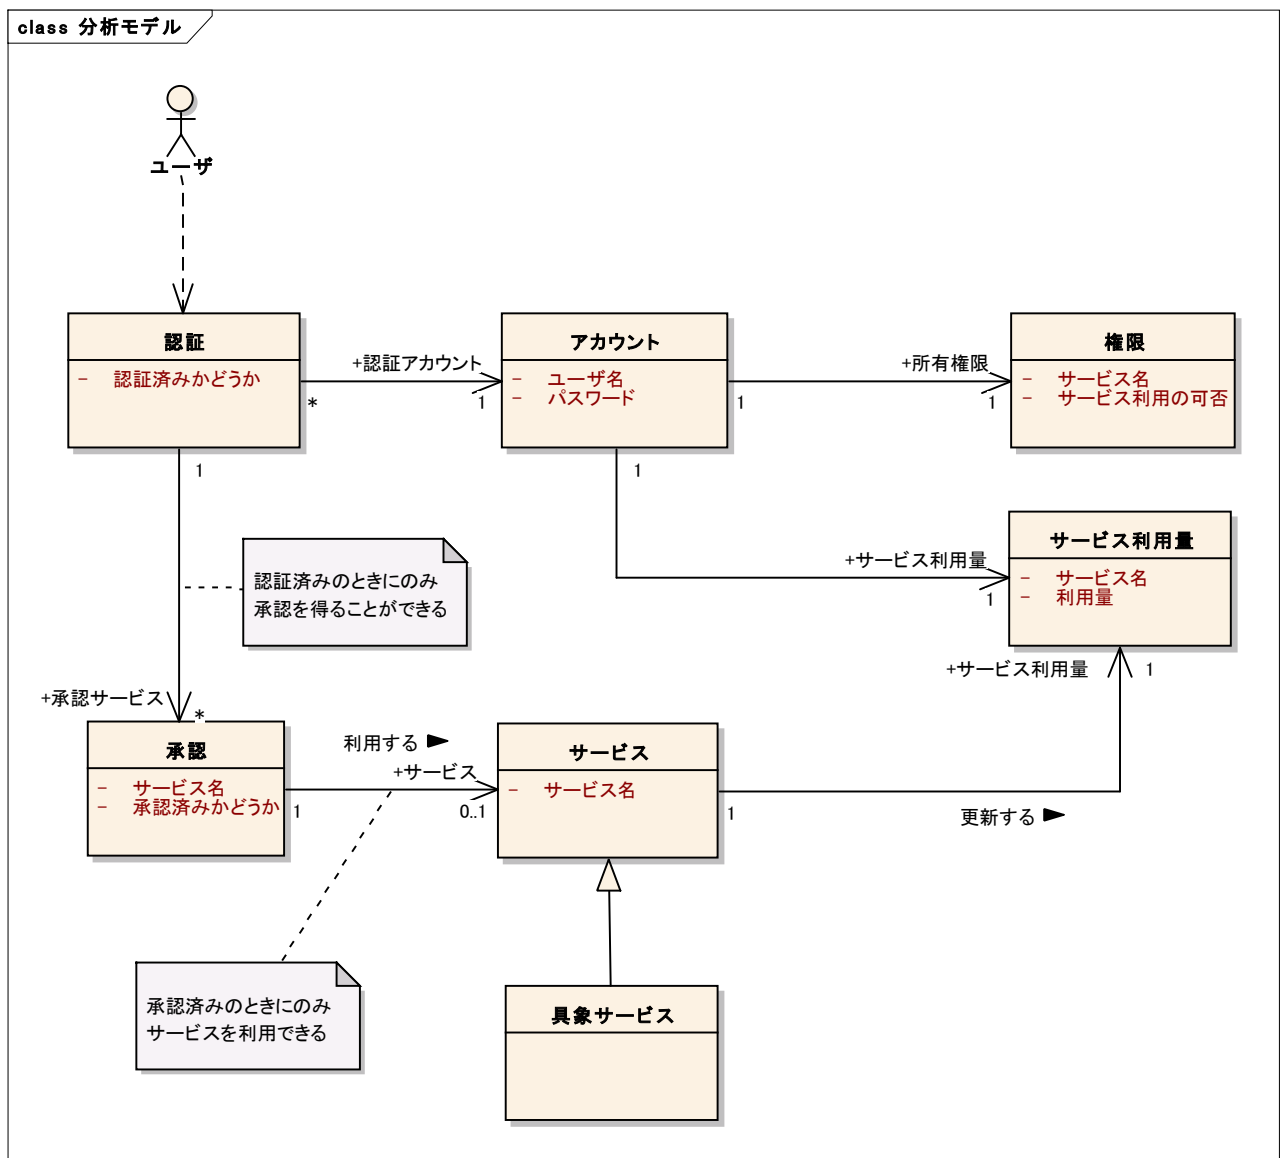 class 分析モデル
ユーザ
認証
- 認証済みかどうか
+認証アカウント
*
1
アカウント
- ユーザ名
- パスワード
+所有権限
1
1
権限
- サービス名
- サービス利用の可否
1
1
認証済みのときにのみ
承認を得ることができる
+サービス利用量
1
サービス利用量
- サービス名
- 利用量
+サービス利用量
1
+承認サービス
*
承認
- サービス名
- 承認済みかどうか
利用する ►
+サービス
1
0..1
サービス
- サービス名
1
更新する ►
承認済みのときにのみ
サービスを利用できる
具象サービス